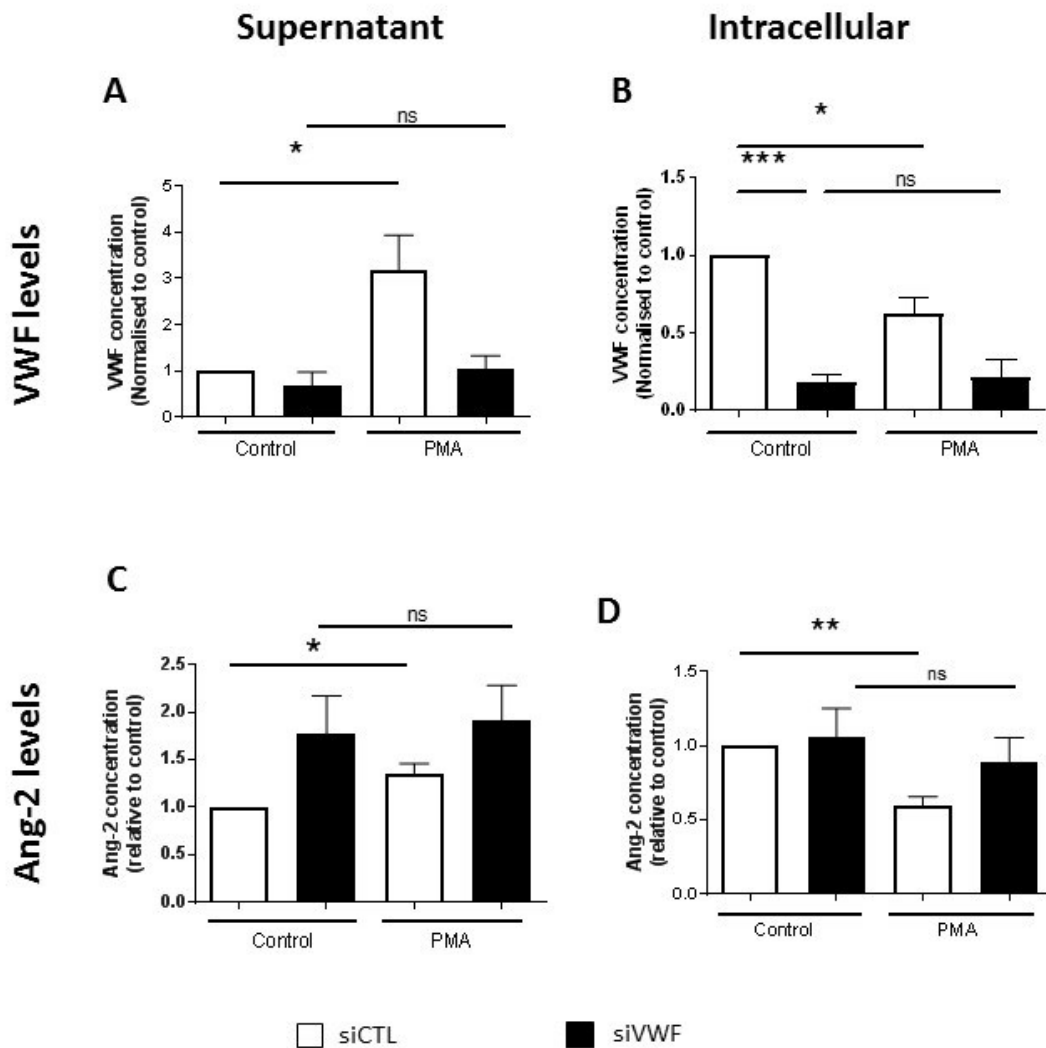 Supernatant
Intracellular
VWF levels
Ang-2 levels
A
ns
*
VWF concentration
(Normalised to control)
5
4
3
2
1
0
Control
PMA
B
*
***
ns
VWF concentration
(Normalised to control)
1.5
1.0
0.5
0.0
Control
PMA
C
ns
*
Ang-2 concentration
(relative to control)
2.5
2.0
1.5
1.0
0.5
0.0
Control
PMA
D
**
ns
Ang-2 concentration
(relative to control)
1.5
1.0
0.5
0.0
Control
PMA
siCTL
siVWF